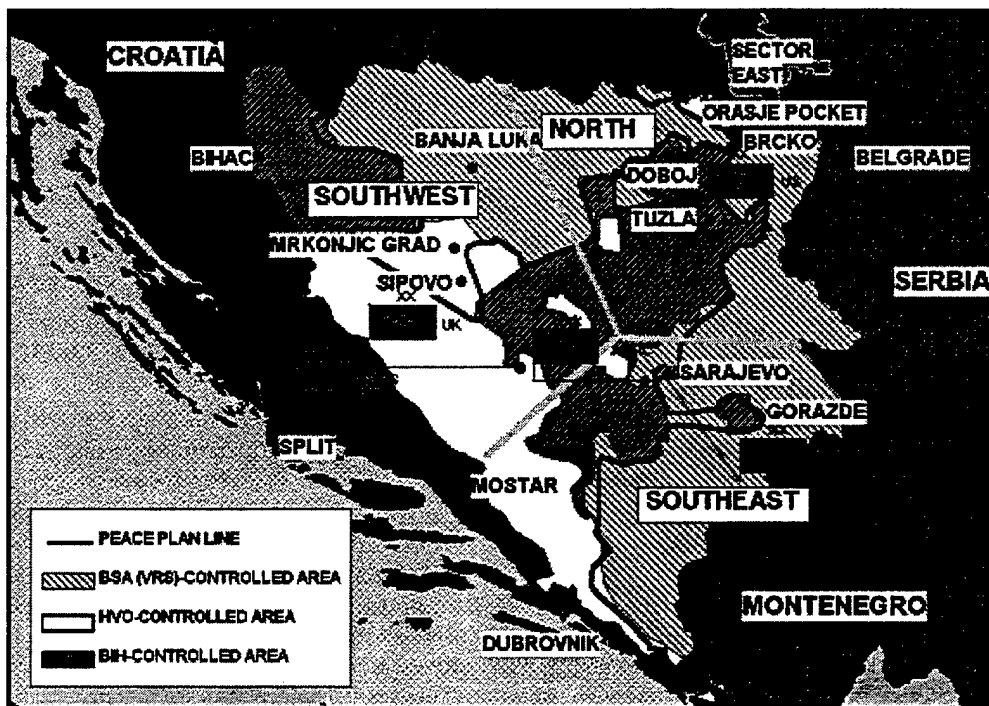 CROATIA
SECTOR
EAST
ORASJE POCKET
NORTH
BRCKO
BANJA LUKA
BIHAC
BELGRADE
DOBOJ
US
SOUTHWEST
TUZLA
MRKONJIC GRAD
SERBIA
SIPOVO
XX
UK
SARAJEVO
GORAZDE
SPLIT
MOSTAR
SOUTHEAST
PEACE PLAN LINE
BSA (VRS)-CONTROLLED AREA
HVO-CONTROLLED AREA
BIH-CONTROLLED AREA
MONTENEGRO
DUBROVNIK